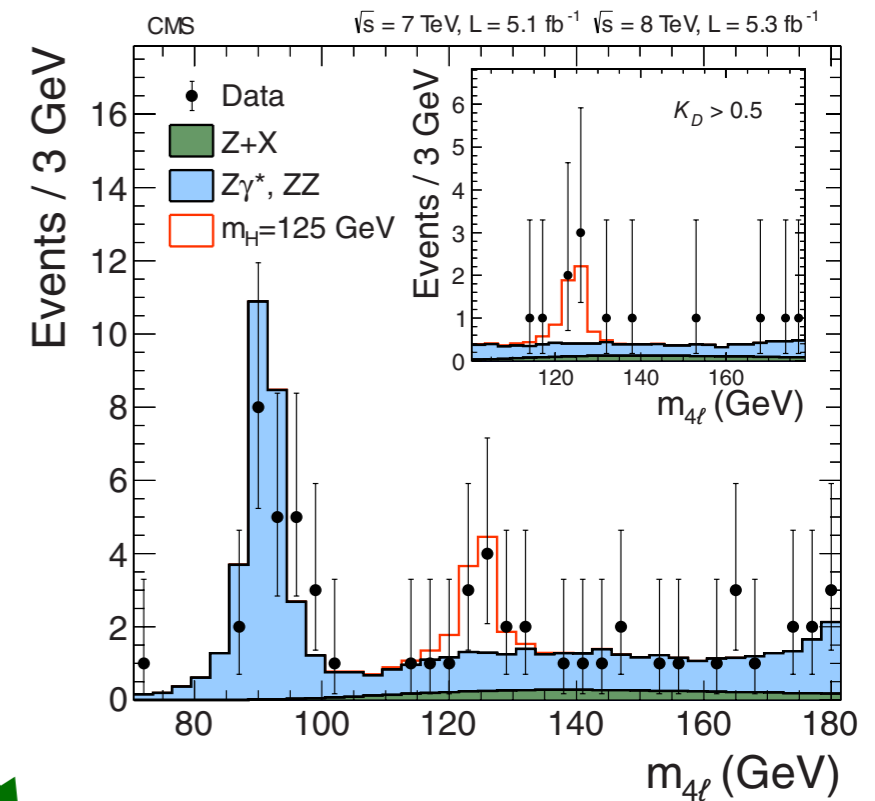 CMS
√s = 7 TeV, L = 5.1 fb⁻¹ √s = 8 TeV, L = 5.3 fb⁻¹
Events / 3 GeV
16
14
12
10
8
6
4
2
0
Data
Z+X
Zγ*, ZZ
m_H=125 GeV
Events / 3 GeV
6
5
4
3
2
1
0
K_D > 0.5
120 140 160
m_4ℓ (GeV)
80 100 120 140 160 180
m_4ℓ (GeV)